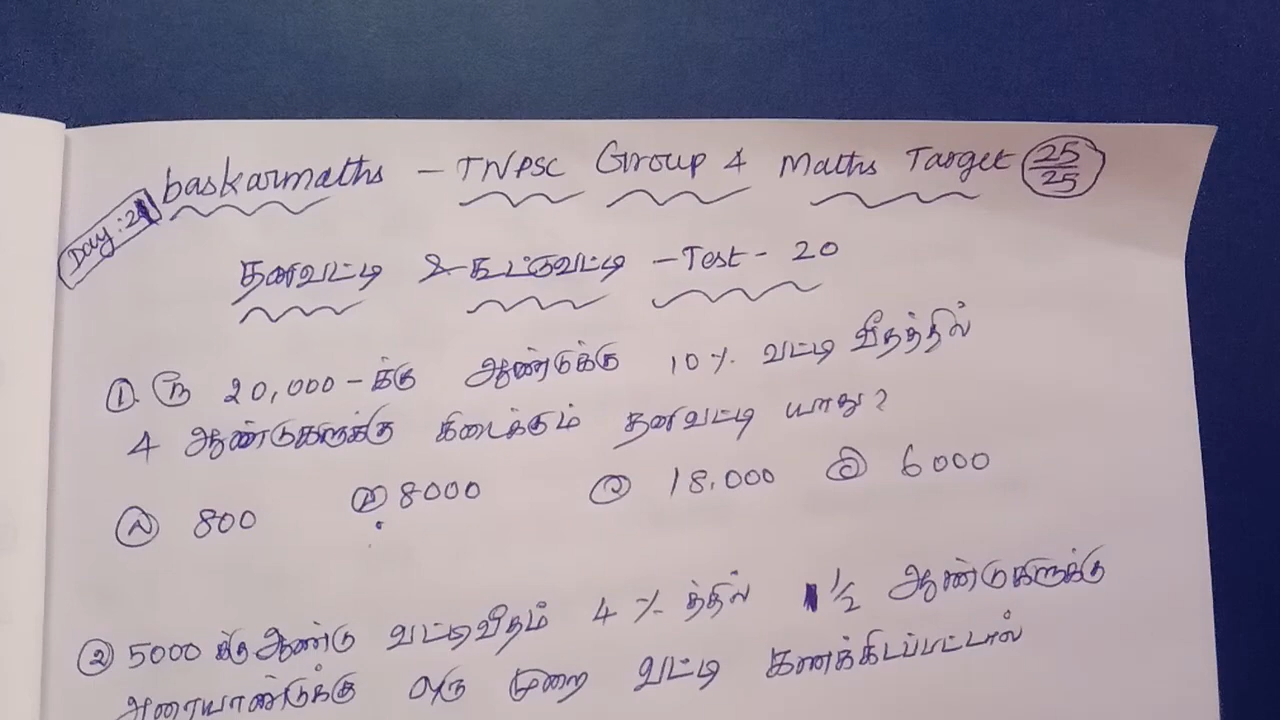 Day: 21
baskarmaths - TNPSC Group 4 Maths Target 25/25
தனிவட்டி & கூட்டுவட்டி - Test - 20
①. ரூ 20,000 - க்கு ஆண்டுக்கு 10% வட்டி வீதத்தில்
4 ஆண்டுகளுக்கு கிடைக்கும் தனிவட்டி யாது?
Ⓐ 800 Ⓑ 8000 Ⓒ 18,000 Ⓓ 6000
② 5000 க்கு ஆண்டு வட்டிவீதம் 4% த்தில் 1 1/2 ஆண்டுகளுக்கு
அரையாண்டுக்கு ஒரு முறை வட்டி கணக்கிடப்பட்டால்